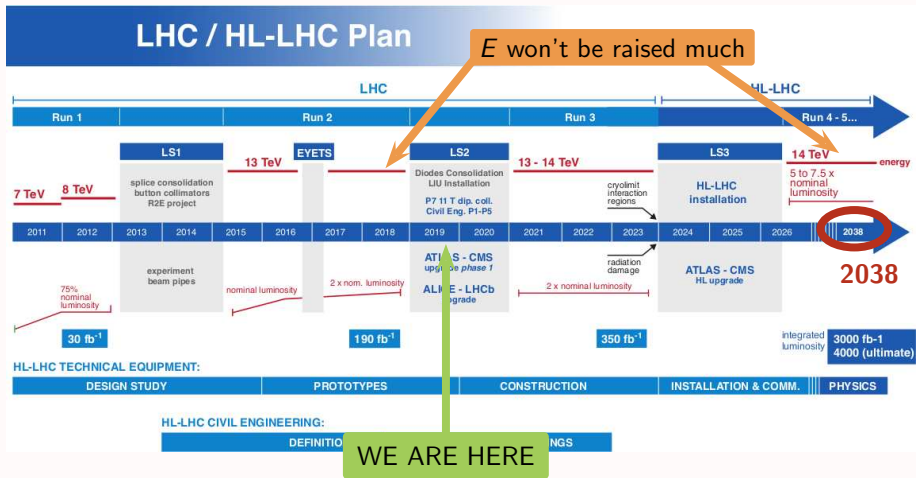 LHC / HL-LHC Plan
E won't be raised much
LHC
HL-LHC
Run 1
Run 2
Run 3
Run 4 - 5...
LS1
EYETS
LS2
LS3
7 TeV
8 TeV
13 TeV
13 - 14 TeV
14 TeV
energy
splice consolidation
button collimators
R2E project
Diodes Consolidation
LIU Installation
P7 11 T dip. coll.
Civil Eng. P1-P5
cryolimit
interaction
regions
HL-LHC
installation
5 to 7.5 x
nominal
luminosity
2011 2012 2013 2014 2015 2016 2017 2018 2019 2020 2021 2022 2023 2024 2025 2026 2038
2038
75%
nominal
luminosity
experiment
beam pipes
nominal luminosity
2 x nom. luminosity
ATLAS - CMS
upgrade phase 1
ALICE - LHCb
upgrade
2 x nominal luminosity
radiation
damage
ATLAS - CMS
HL upgrade
30 fb-1
190 fb-1
350 fb-1
integrated
luminosity
3000 fb-1
4000 (ultimate)
HL-LHC TECHNICAL EQUIPMENT:
DESIGN STUDY
PROTOTYPES
CONSTRUCTION
INSTALLATION & COMM.
PHYSICS
HL-LHC CIVIL ENGINEERING:
WE ARE HERE